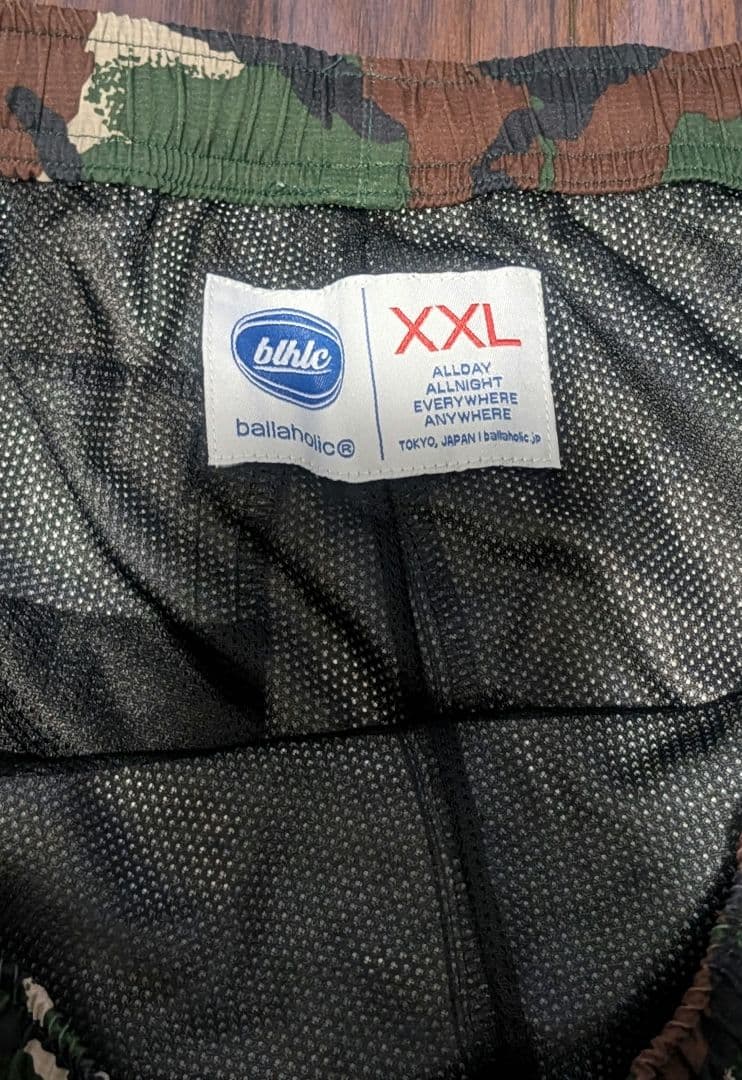 blhlc
ballaholic®
XXL
ALLDAY
ALLNIGHT
EVERYWHERE
ANYWHERE
TOKYO, JAPAN | ballaholic.jp